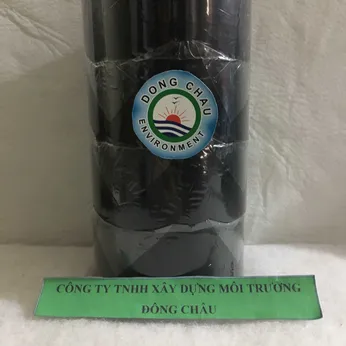 DONG CHAU
ENVIRONMENT
CÔNG TY TNHH XÂY DỰNG MÔI TRƯỜNG
ĐÔNG CHÂU